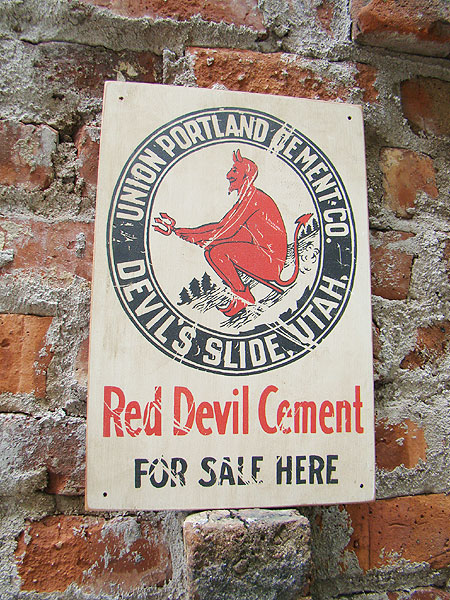 UNION PORTLAND CEMENT CO.
DEVIL'S SLIDE, UTAH.
Red Devil Cement
FOR SALE HERE